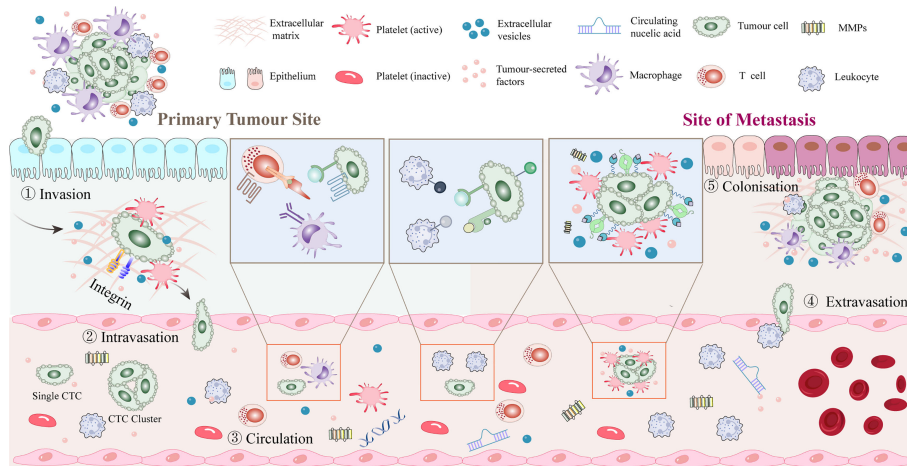 Extracellular
matrix
Platelet (active)
Extracellular
vesicles
Circulating
nucelic acid
Tumour cell
MMPs
Epithelium
Platelet (inactive)
Tumour-secreted
factors
Macrophage
T cell
Leukocyte
Primary Tumour Site
Site of Metastasis
① Invasion
⑤ Colonisation
Integrin
② Intravasation
④ Extravasation
Single CTC
CTC Cluster
③ Circulation